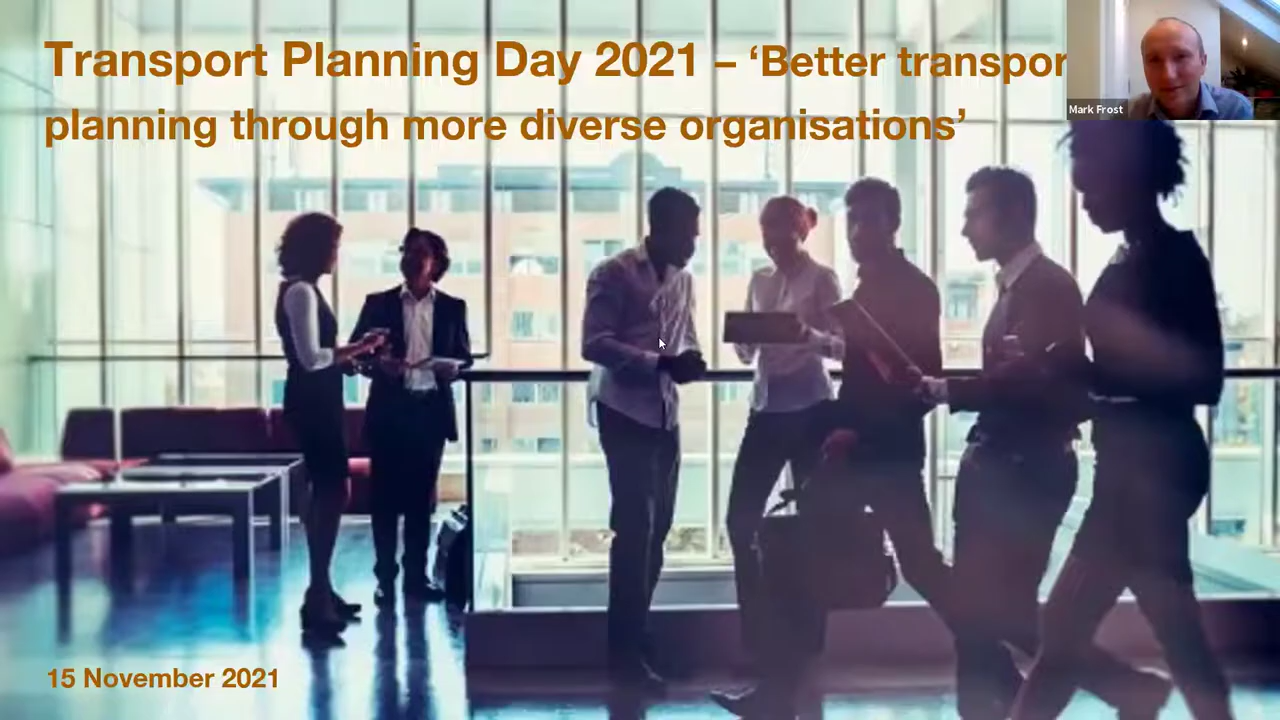 Transport Planning Day 2021 – ‘Better transpor
planning through more diverse organisations’
Mark Frost
15 November 2021